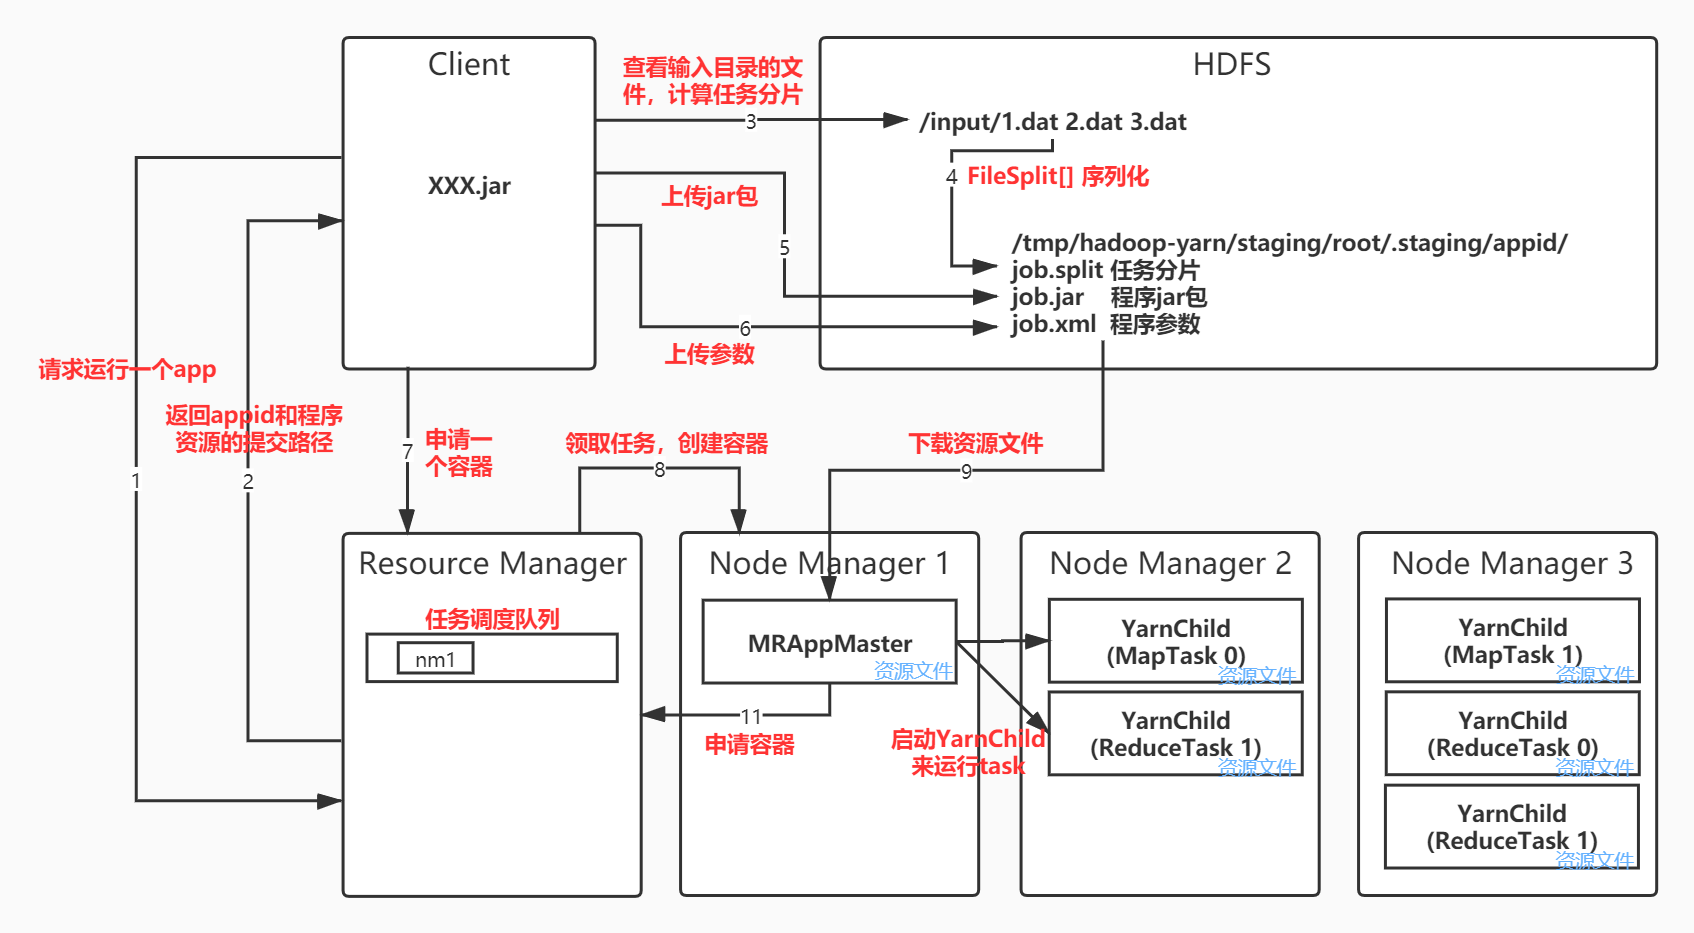 Client
XXX.jar
查看输入目录的文
件，计算任务分片
3
HDFS
/input/1.dat 2.dat 3.dat
4
FileSplit[] 序列化
上传jar包
5
/tmp/hadoop-yarn/staging/root/.staging/appid/
job.split 任务分片
job.jar 程序jar包
job.xml 程序参数
6
上传参数
请求运行一个app
1
返回appid和程序
资源的提交路径
2
7
申请一
个容器
领取任务，创建容器
8
下载资源文件
9
Resource Manager
任务调度队列
nm1
Node Manager 1
MRAppMaster
资源文件
11
申请容器
启动YarnChild
来运行task
Node Manager 2
YarnChild
(MapTask 0)
资源文件
YarnChild
(ReduceTask 1)
资源文件
Node Manager 3
YarnChild
(MapTask 1)
资源文件
YarnChild
(ReduceTask 0)
资源文件
YarnChild
(ReduceTask 1)
资源文件